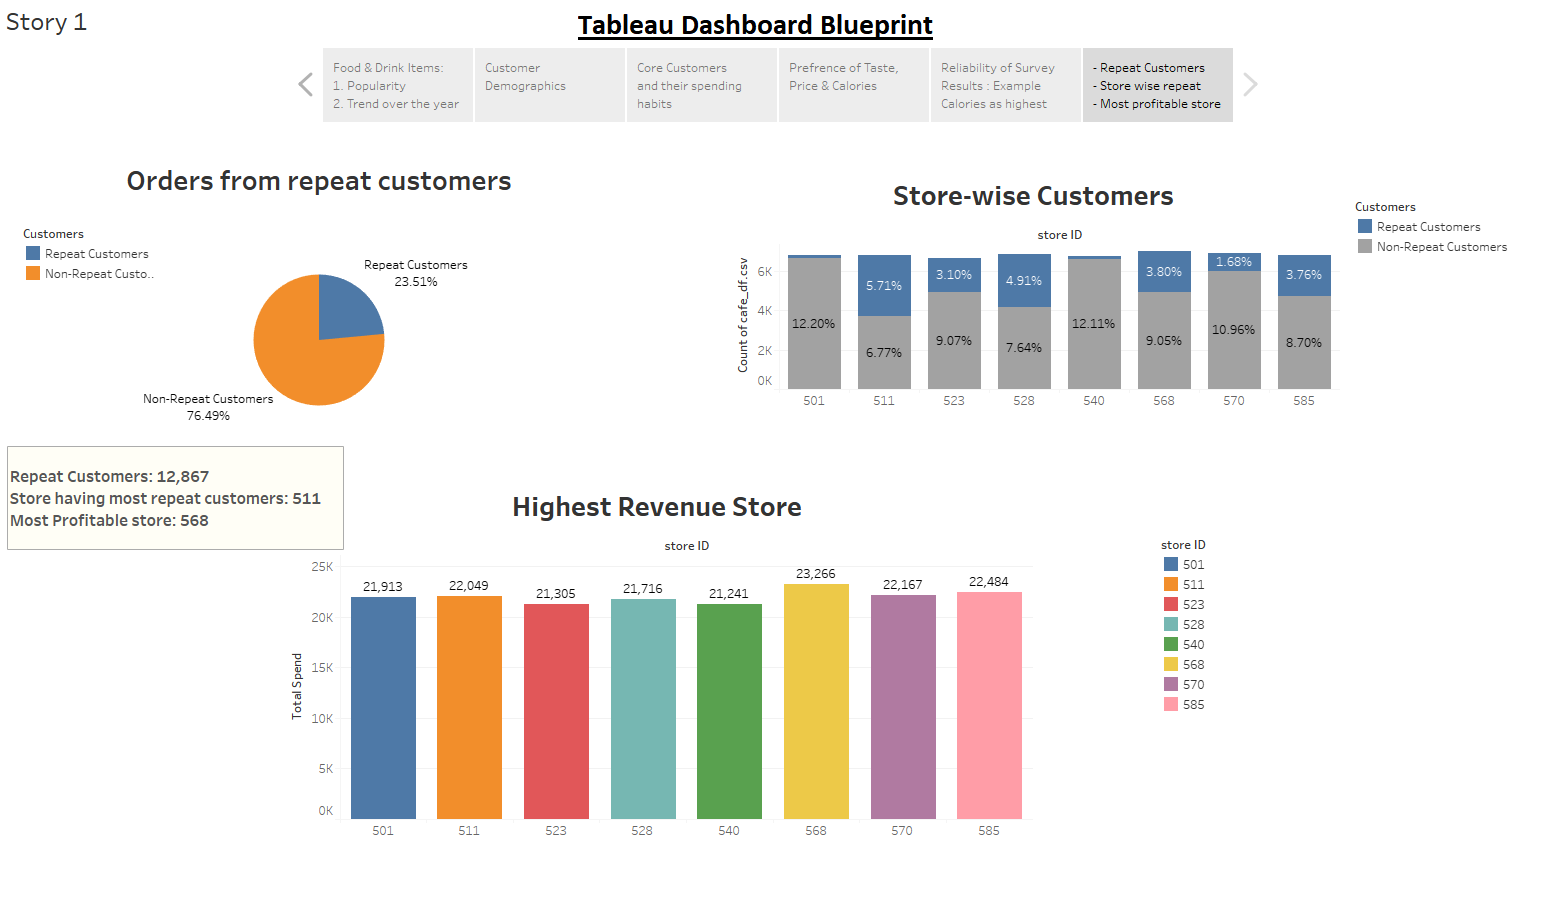 Story 1
Tableau Dashboard Blueprint
Food & Drink Items:
1. Popularity
2. Trend over the year
Customer
Demographics
Core Customers
and their spending
habits
Prefrence of Taste,
Price & Calories
Reliability of Survey
Results : Example
Calories as highest
- Repeat Customers
- Store wise repeat
- Most profitable store
Orders from repeat customers
Customers
Repeat Customers
Non-Repeat Custo..
Repeat Customers
23.51%
Non-Repeat Customers
76.49%
Store-wise Customers
store ID
Count of cafe_df.csv
6K
4K
2K
0K
12.20%
5.71%
6.77%
3.10%
9.07%
4.91%
7.64%
12.11%
3.80%
9.05%
1.68%
10.96%
3.76%
8.70%
501 511 523 528 540 568 570 585
Customers
Repeat Customers
Non-Repeat Customers
Repeat Customers: 12,867
Store having most repeat customers: 511
Most Profitable store: 568
Highest Revenue Store
store ID
Total Spend
25K
20K
15K
10K
5K
0K
21,913 22,049 21,305 21,716 21,241 23,266 22,167 22,484
501 511 523 528 540 568 570 585
store ID
501
511
523
528
540
568
570
585